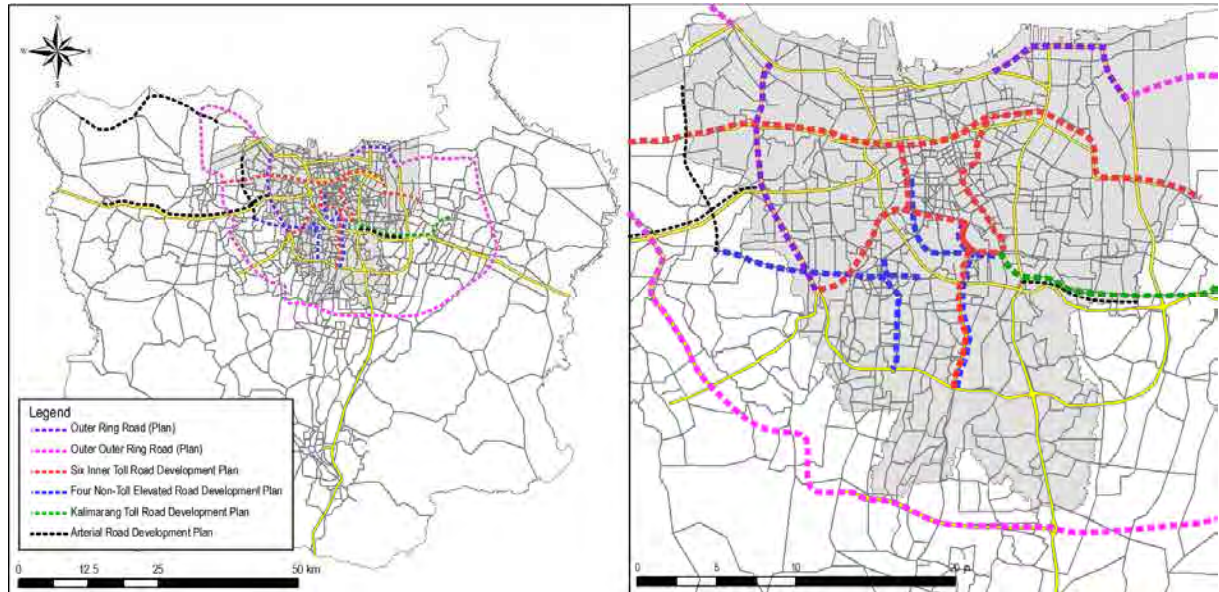 N
W
E
S
Legend
Outer Ring Road (Plan)
Outer Outer Ring Road (Plan)
Six Inner Toll Road Development Plan
Four Non-Toll Elevated Road Development Plan
Kalimarang Toll Road Development Plan
Arterial Road Development Plan
0 12.5 25 50 km
0 5 10